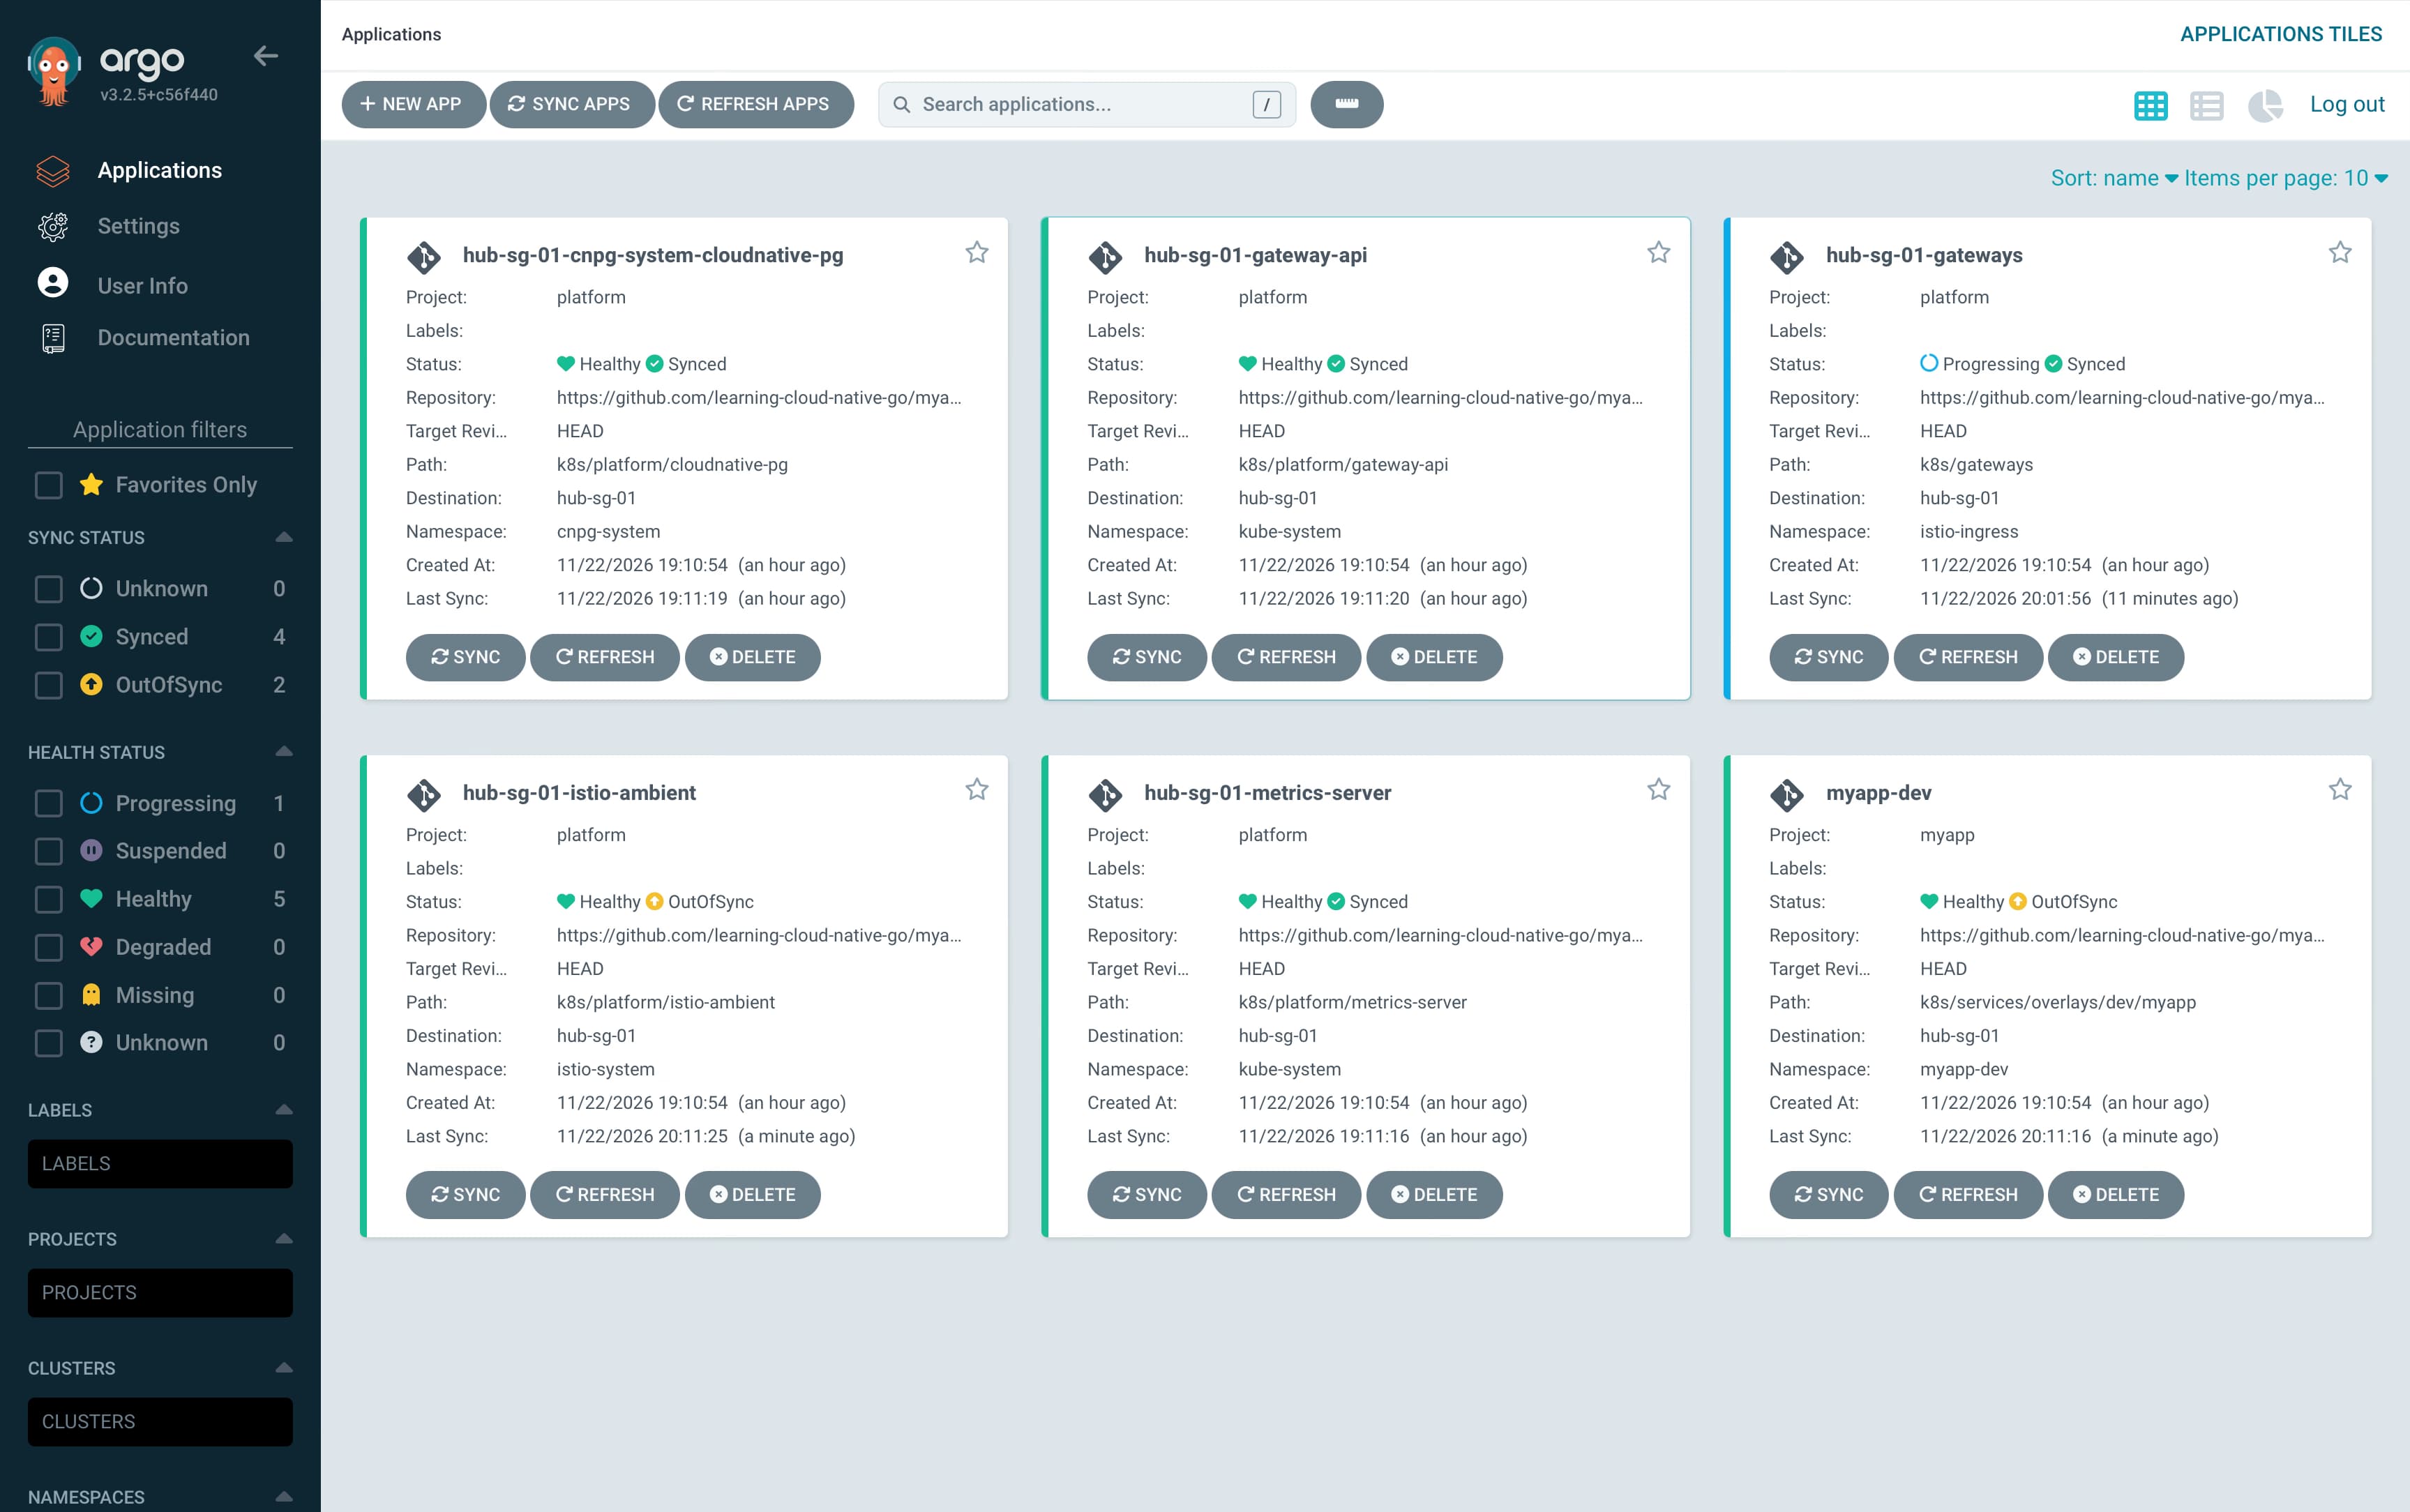 argo
v3.2.5+c56f440
Applications
Settings
User Info
Documentation
Application filters
Favorites Only
SYNC STATUS
Unknown 0
Synced 4
OutOfSync 2
HEALTH STATUS
Progressing 1
Suspended 0
Healthy 5
Degraded 0
Missing 0
? Unknown 0
LABELS
LABELS
PROJECTS
PROJECTS
CLUSTERS
CLUSTERS
NAMESPACES
Applications
APPLICATIONS TILES
+ NEW APP SYNC APPS REFRESH APPS Search applications... / Log out
Sort: name Items per page: 10
hub-sg-01-cnpg-system-cloudnative-pg
Project: platform
Labels:
Status: Healthy Synced
Repository: https://github.com/learning-cloud-native-go/mya...
Target Revi... HEAD
Path: k8s/platform/cloudnative-pg
Destination: hub-sg-01
Namespace: cnpg-system
Created At: 11/22/2026 19:10:54 (an hour ago)
Last Sync: 11/22/2026 19:11:19 (an hour ago)
SYNC REFRESH DELETE
hub-sg-01-gateway-api
Project: platform
Labels:
Status: Healthy Synced
Repository: https://github.com/learning-cloud-native-go/mya...
Target Revi... HEAD
Path: k8s/platform/gateway-api
Destination: hub-sg-01
Namespace: kube-system
Created At: 11/22/2026 19:10:54 (an hour ago)
Last Sync: 11/22/2026 19:11:20 (an hour ago)
SYNC REFRESH DELETE
hub-sg-01-gateways
Project: platform
Labels:
Status: Progressing Synced
Repository: https://github.com/learning-cloud-native-go/mya...
Target Revi... HEAD
Path: k8s/gateways
Destination: hub-sg-01
Namespace: istio-ingress
Created At: 11/22/2026 19:10:54 (an hour ago)
Last Sync: 11/22/2026 20:01:56 (11 minutes ago)
SYNC REFRESH DELETE
hub-sg-01-istio-ambient
Project: platform
Labels:
Status: Healthy OutOfSync
Repository: https://github.com/learning-cloud-native-go/mya...
Target Revi... HEAD
Path: k8s/platform/istio-ambient
Destination: hub-sg-01
Namespace: istio-system
Created At: 11/22/2026 19:10:54 (an hour ago)
Last Sync: 11/22/2026 20:11:25 (a minute ago)
SYNC REFRESH DELETE
hub-sg-01-metrics-server
Project: platform
Labels:
Status: Healthy Synced
Repository: https://github.com/learning-cloud-native-go/mya...
Target Revi... HEAD
Path: k8s/platform/metrics-server
Destination: hub-sg-01
Namespace: kube-system
Created At: 11/22/2026 19:10:54 (an hour ago)
Last Sync: 11/22/2026 19:11:16 (an hour ago)
SYNC REFRESH DELETE
myapp-dev
Project: myapp
Labels:
Status: Healthy OutOfSync
Repository: https://github.com/learning-cloud-native-go/mya...
Target Revi... HEAD
Path: k8s/services/overlays/dev/myapp
Destination: hub-sg-01
Namespace: myapp-dev
Created At: 11/22/2026 19:10:54 (an hour ago)
Last Sync: 11/22/2026 20:11:16 (a minute ago)
SYNC REFRESH DELETE